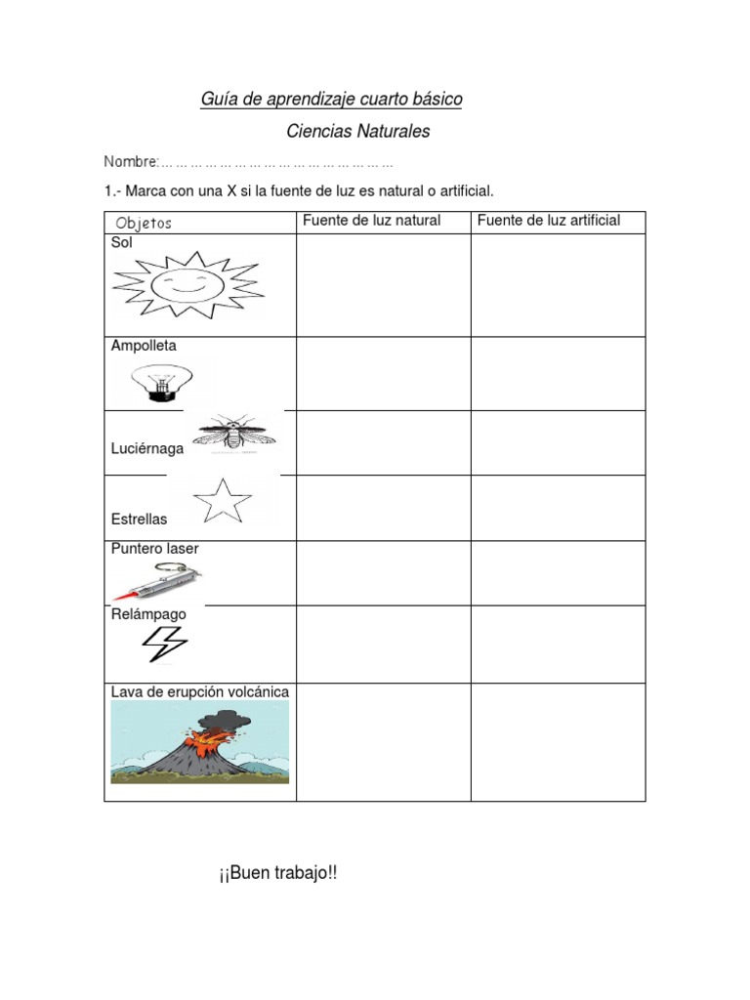 Guía de aprendizaje cuarto básico
Ciencias Naturales
Nombre:………………………………………
1.- Marca con una X si la fuente de luz es natural o artificial.
Objetos Fuente de luz natural Fuente de luz artificial
Sol
Ampolleta
Luciérnaga
Estrellas
Puntero laser
Relámpago
Lava de erupción volcánica
¡¡Buen trabajo!!